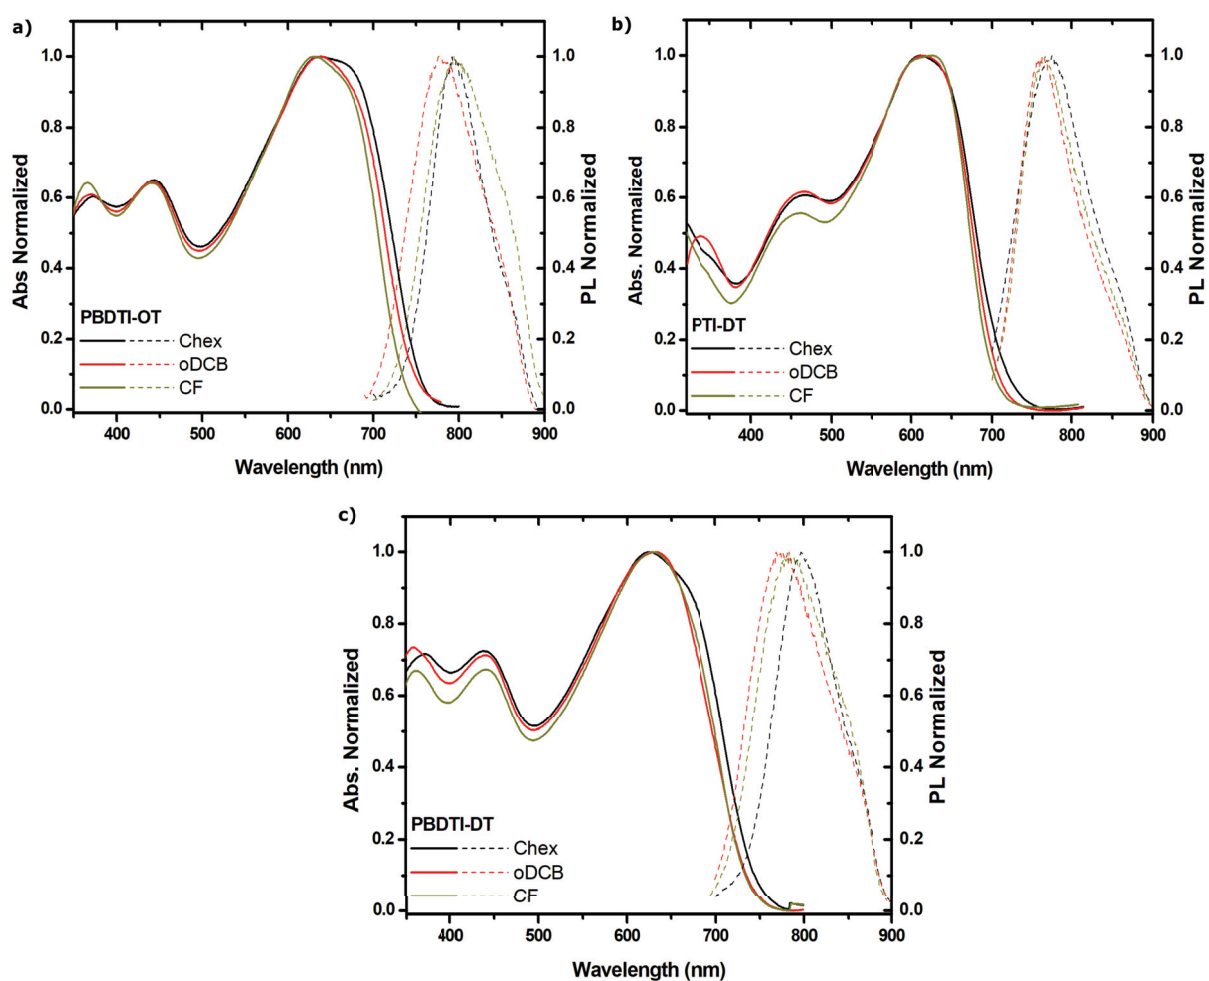 a)
1.0
0.8
0.6
0.4
0.2
0.0
Abs Normalized
1.0
0.8
0.6
0.4
0.2
0.0
PL Normalized
PBDTI-OT
Chex
oDCB
CF
400 500 600 700 800 900
Wavelength (nm)
b)
1.0
0.8
0.6
0.4
0.2
0.0
Abs. Normalized
1.0
0.8
0.6
0.4
0.2
0.0
PL Normalized
PTI-DT
Chex
oDCB
CF
400 500 600 700 800 900
Wavelength (nm)
c)
1.0
0.8
0.6
0.4
0.2
0.0
Abs. Normalized
1.0
0.8
0.6
0.4
0.2
0.0
PL Normalized
PBDTI-DT
Chex
oDCB
CF
400 500 600 700 800 900
Wavelength (nm)